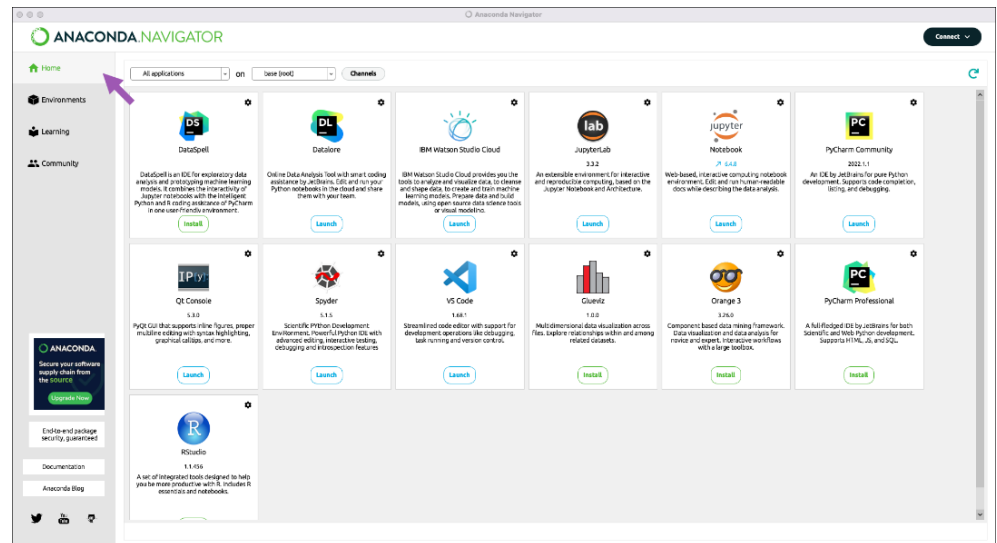 Anaconda Navigator
ANACONDA.NAVIGATOR
Connect
Home
All applications
on
base (root)
Channels
Environments
Learning
Community
DS
DataSpell
DataSpell is an IDE for exploratory data
analysis and prototyping machine learning
models. It combines the interactivity of
Jupyter notebooks with the intelligent
Python and R coding assistance of PyCharm
in one user-friendly environment.
Install
DL
Datalore
Online Data Analysis Tool with smart coding
assistance by JetBrains. Edit and run your
Python notebooks in the cloud and share
them with your team.
Launch
IBM Watson Studio Cloud
IBM Watson Studio Cloud provides you the
tools to analyze and visualize data, to cleanse
and shape data, to create and train machine
learning models. Prepare data and build
models, using open source data science tools
or visual modeling.
Launch
lab
JupyterLab
3.3.2
An extensible environment for interactive
and reproducible computing, based on the
Jupyter Notebook and Architecture.
Launch
jupyter
Notebook
6.4.8
Web-based, interactive computing notebook
environment. Edit and run human-readable
docs while describing the data analysis.
Launch
PC
PyCharm Community
2022.1.1
An IDE by JetBrains for pure Python
development. Supports code completion,
listing, and debugging.
Launch
IP[y]:
Qt Console
5.3.0
PyQt GUI that supports inline figures, proper
multiline editing with syntax highlighting,
graphical calltips, and more.
Launch
Spyder
5.1.5
Scientific PYthon Development
EnviRonment. Powerful Python IDE with
advanced editing, interactive testing,
debugging and introspection features
Launch
VS Code
1.68.1
Streamlined code editor with support for
development operations like debugging,
task running and version control.
Launch
Glueviz
1.0.0
Multidimensional data visualization across
files. Explore relationships within and among
related datasets.
Install
Orange 3
3.26.0
Component based data mining framework.
Data visualization and data analysis for
novice and expert. Interactive workflows
with a large toolbox.
Install
PC
PyCharm Professional
A full-fledged IDE by JetBrains for both
Scientific and Web Python development.
Supports HTML, JS, and SQL.
Install
R
RStudio
1.1.456
A set of integrated tools designed to help
you be more productive with R. Includes R
essentials and notebooks.
ANACONDA.
Secure your software
supply chain from
the source
Upgrade Now
End-to-end package
security, guaranteed
Documentation
Anaconda Blog
You
Tube